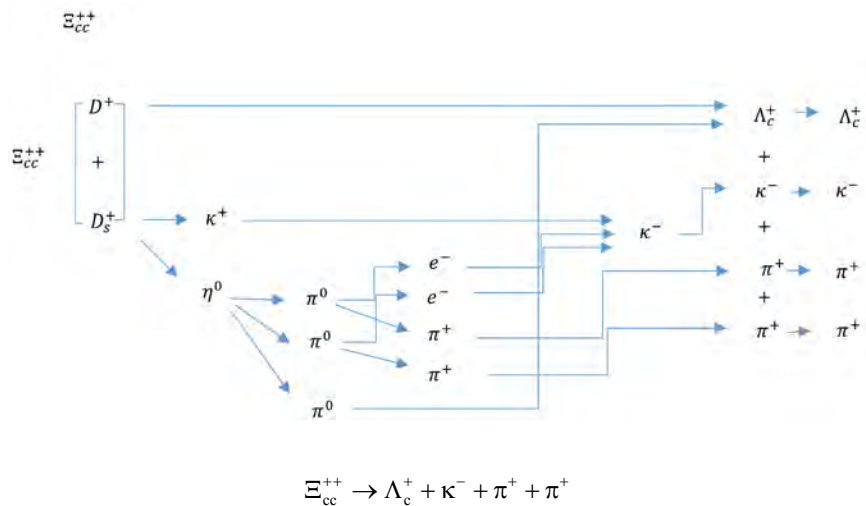 Ξcc++
D+ Λc+ Λc+
Ξcc++ + +
κ− κ−
Ds+ κ+ κ− +
e−
η0 π0 e− π+ π+
+
π0 π+ π+ π+
π+
π0
Ξcc++ → Λc+ + κ− + π+ + π+